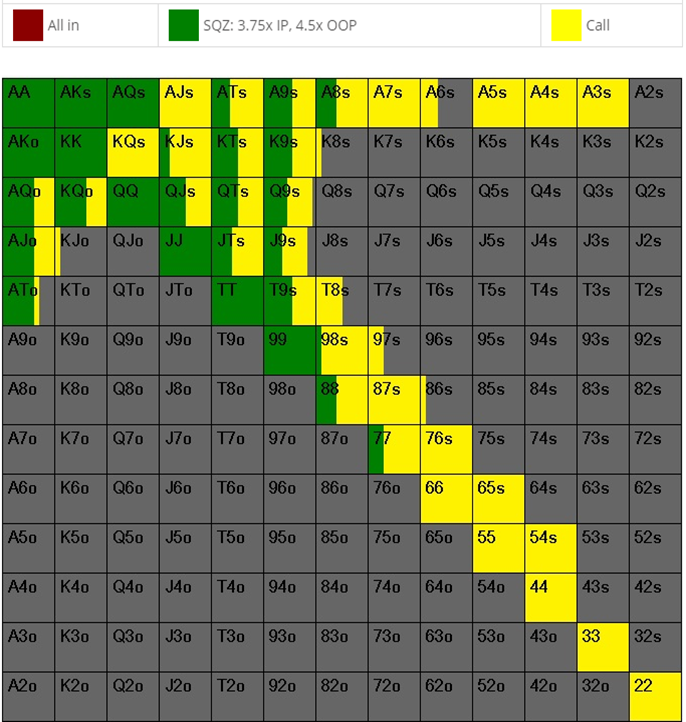 All in SQZ: 3.75x IP, 4.5x OOP Call
AA AKs AQs AJs ATs A9s A8s A7s A6s A5s A4s A3s A2s
AKo KK KQs KJs KTs K9s K8s K7s K6s K5s K4s K3s K2s
AQo KQo QQ QJs QTs Q9s Q8s Q7s Q6s Q5s Q4s Q3s Q2s
AJo KJo QJo JJ JTs J9s J8s J7s J6s J5s J4s J3s J2s
ATo KTo QTo JTo TT T9s T8s T7s T6s T5s T4s T3s T2s
A9o K9o Q9o J9o T9o 99 98s 97s 96s 95s 94s 93s 92s
A8o K8o Q8o J8o T8o 98o 88 87s 86s 85s 84s 83s 82s
A7o K7o Q7o J7o T7o 97o 87o 77 76s 75s 74s 73s 72s
A6o K6o Q6o J6o T6o 96o 86o 76o 66 65s 64s 63s 62s
A5o K5o Q5o J5o T5o 95o 85o 75o 65o 55 54s 53s 52s
A4o K4o Q4o J4o T4o 94o 84o 74o 64o 54o 44 43s 42s
A3o K3o Q3o J3o T3o 93o 83o 73o 63o 53o 43o 33 32s
A2o K2o Q2o J2o T2o 92o 82o 72o 62o 52o 42o 32o 22